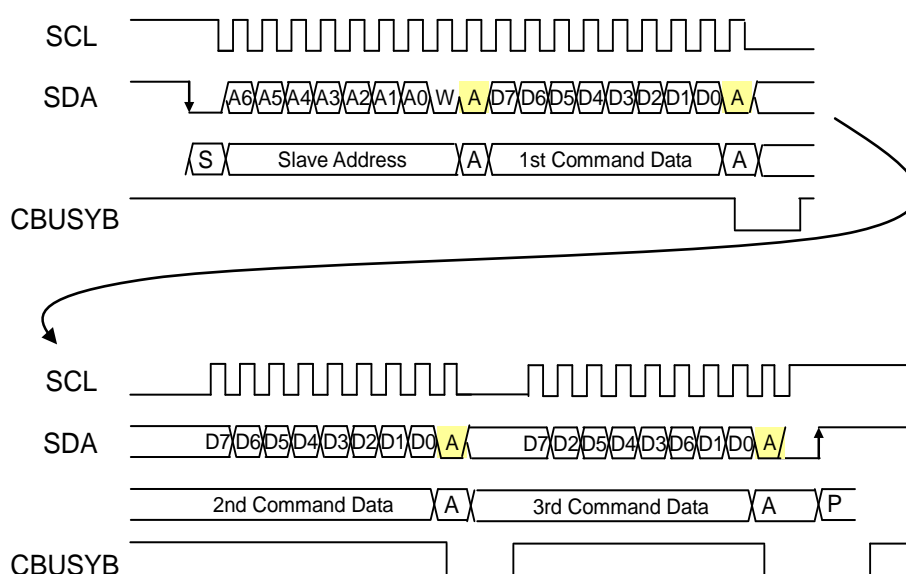 SCL
SDA A6 A5 A4 A3 A2 A1 A0 W A D7 D6 D5 D4 D3 D2 D1 D0 A
S Slave Address A 1st Command Data A
CBUSYB
SCL
SDA D7 D6 D5 D4 D3 D2 D1 D0 A D7 D2 D5 D4 D3 D6 D1 D0 A
2nd Command Data A 3rd Command Data A P
CBUSYB